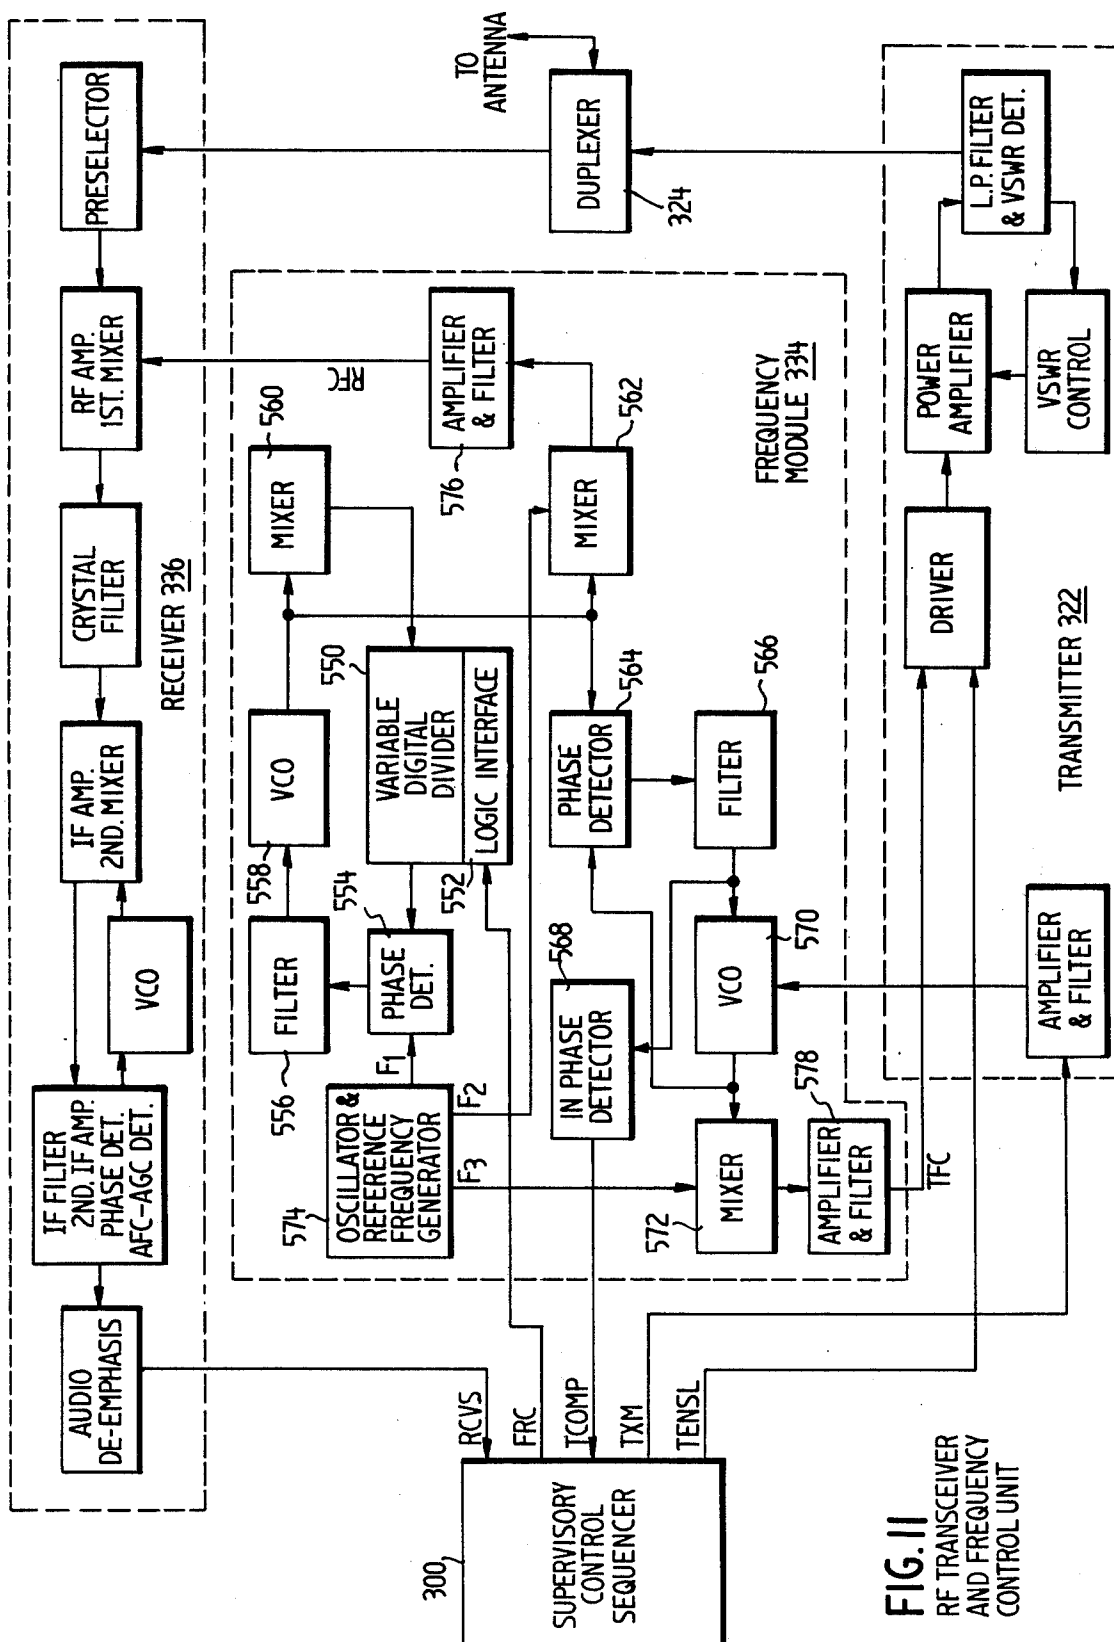 AUDIO
DE-EMPHASIS
IF FILTER
2ND. IF AMP.
PHASE DET.
AFC-AGC DET.
VCO
IF AMP.
2ND. MIXER
CRYSTAL
FILTER
RF AMP.
1ST. MIXER
PRESELECTOR
RECEIVER 336
TO
ANTENNA
DUPLEXER
324
RFC
560
MIXER
VCO
558
FILTER
556
550
VARIABLE
DIGITAL
DIVIDER
LOGIC INTERFACE
552
554
PHASE
DET.
F1
F2
F3
574
OSCILLATOR &
REFERENCE
FREQUENCY
GENERATOR
AMPLIFIER
& FILTER
576
562
MIXER
564
PHASE
DETECTOR
566
FILTER
568
IN PHASE
DETECTOR
570
VCO
572
MIXER
578
AMPLIFIER
& FILTER
TFC
FREQUENCY
MODULE 334
RCVS
FRC
TCOMP
TXM
TENSL
300
SUPERVISORY
CONTROL
SEQUENCER
AMPLIFIER
& FILTER
DRIVER
POWER
AMPLIFIER
VSWR
CONTROL
L.P. FILTER
& VSWR DET.
TRANSMITTER 322
FIG. 11
RF TRANSCEIVER
AND FREQUENCY
CONTROL UNIT